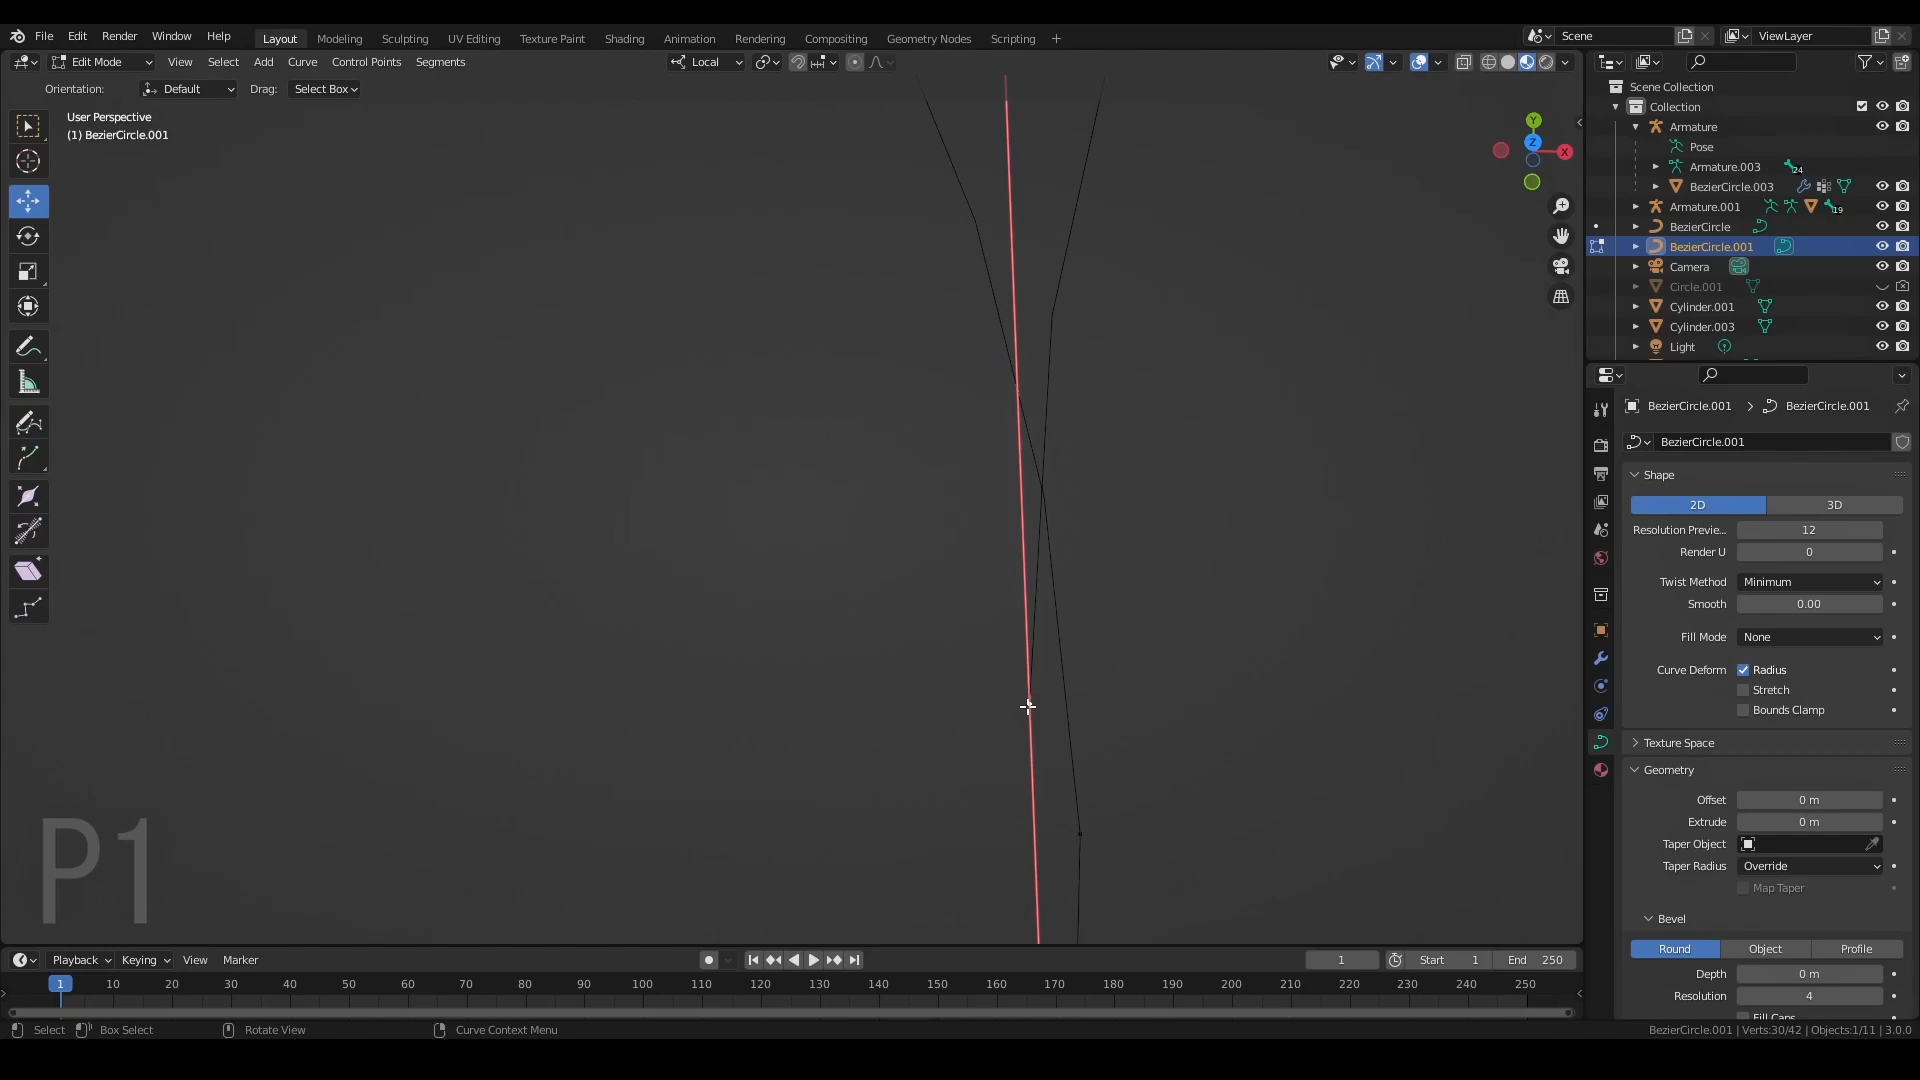 File Edit Render Window Help Layout Modeling Sculpting UV Editing Texture Paint Shading Animation Rendering Compositing Geometry Nodes Scripting Scene ViewLayer
Edit Mode View Select Add Curve Control Points Segments Local
Orientation: Default Drag: Select Box
User Perspective
(1) BezierCircle.001
Y
Z
X
Scene Collection
Collection
Armature
Pose
Armature.003 24
BezierCircle.003
Armature.001 19
BezierCircle
BezierCircle.001
Camera
Circle.001
Cylinder.001
Cylinder.003
Light
BezierCircle.001 > BezierCircle.001
BezierCircle.001
Shape
2D 3D
Resolution Previe... 12
Render U 0
Twist Method Minimum
Smooth 0.00
Fill Mode None
Curve Deform Radius
Stretch
Bounds Clamp
Texture Space
Geometry
Offset 0 m
Extrude 0 m
Taper Object
Taper Radius Override
Map Taper
Bevel
Round Object Profile
Depth 0 m
Resolution 4
Fill Caps
P1
Playback Keying View Marker 1 Start 1 End 250
1 10 20 30 40 50 60 70 80 90 100 110 120 130 140 150 160 170 180 190 200 210 220 230 240 250
Select Box Select Rotate View Curve Context Menu BezierCircle.001 | Verts:30/42 | Objects:1/11 | 3.0.0